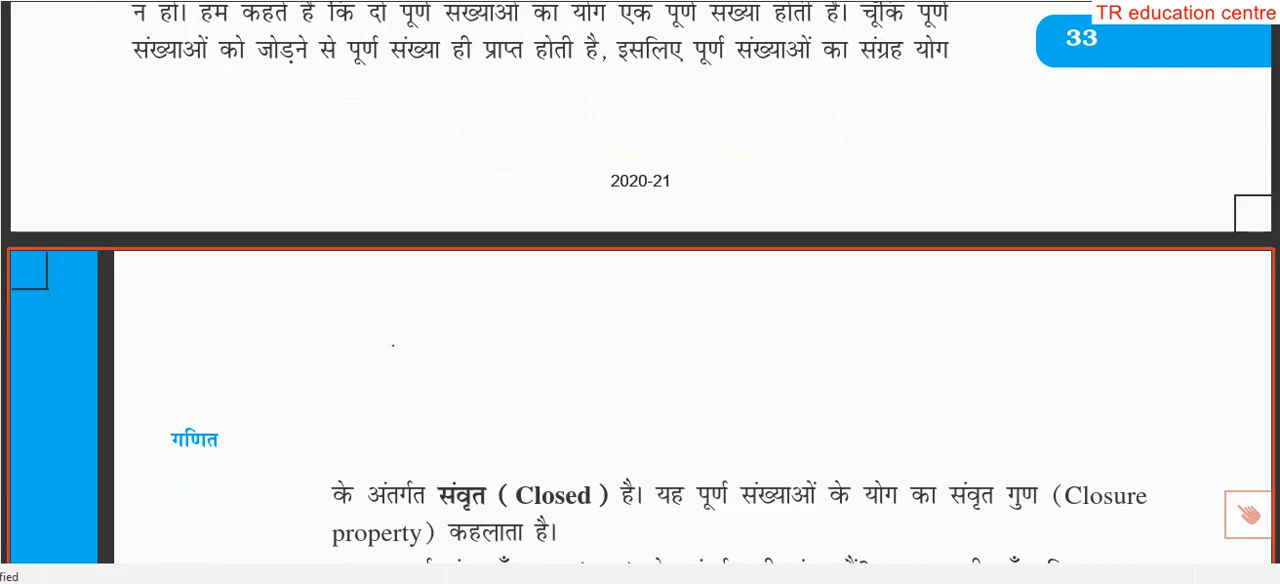 TR education centre
न हो। हम कहते हैं कि दो पूर्ण संख्याओं का योग एक पूर्ण संख्या होती है। चूँकि पूर्ण
33
संख्याओं को जोड़ने से पूर्ण संख्या ही प्राप्त होती है, इसलिए पूर्ण संख्याओं का संग्रह योग
2020-21
गणित
के अंतर्गत संवृत ( Closed ) है। यह पूर्ण संख्याओं के योग का संवृत गुण (Closure
property) कहलाता है।
fied